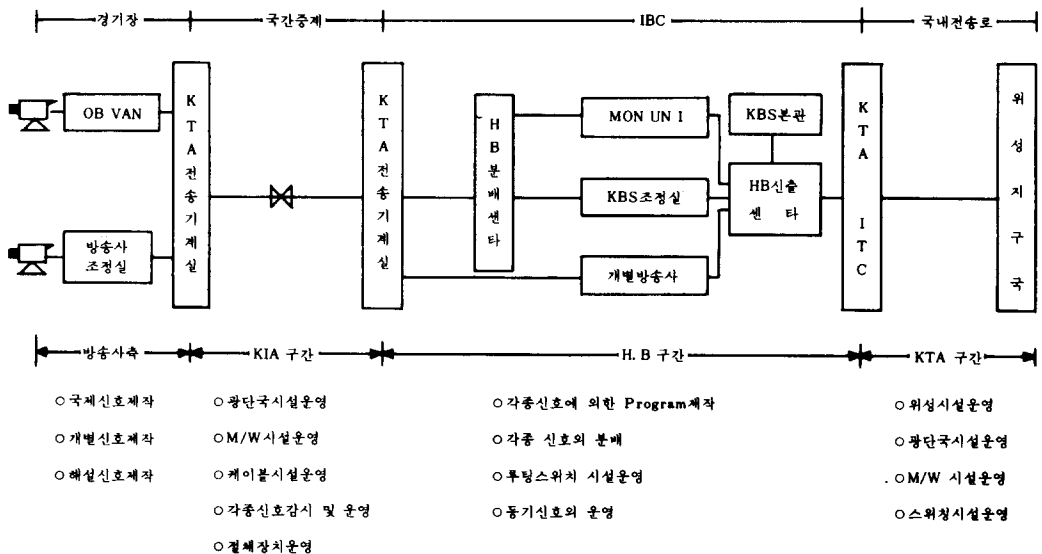 경기장
국간중계
IBC
국내전송로
OB VAN
방송사
조정실
KTA전송기계실
KTA전송기계실
HB분배센타
MON UN I
KBS조정실
개별방송사
KBS본관
HB신출
센 타
KTA ITC
위성지구국
방송사측
KIA 구간
H. B 구간
KTA 구간
○ 국제신호제작
○ 개별신호제작
○ 해설신호제작
○ 광단국시설운영
○ M/W시설운영
○ 케이블시설운영
○ 각종신호감시 및 운영
○ 절체장치운영
○ 각종신호에 의한 Program제작
○ 각종 신호의 분배
○ 루팅스위치 시설운영
○ 동기신호의 운영
○ 위성시설운영
○ 광단국시설운영
○ M/W 시설운영
○ 스위칭시설운영